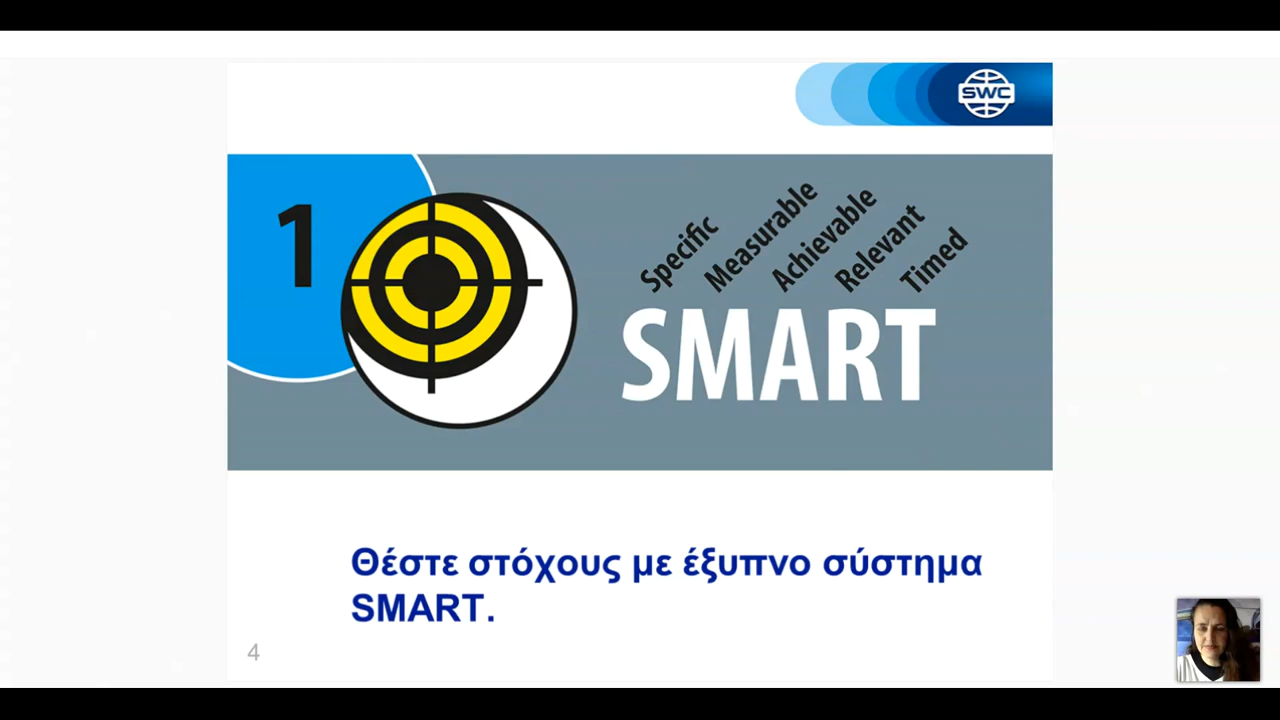 SWC
1
Specific
Measurable
Achievable
Relevant
Timed
SMART
Θέστε στόχους με έξυπνο σύστημα
SMART.
4